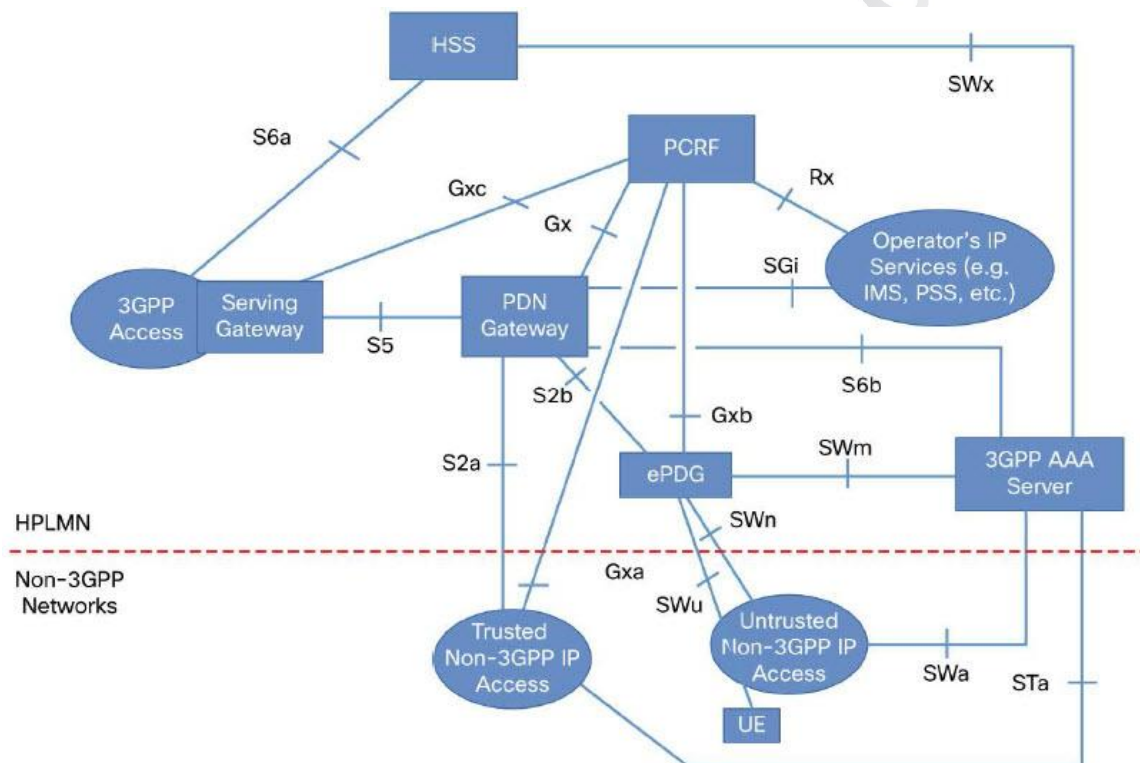 HSS
SWx
S6a
PCRF
Gxc
Rx
Gx
Operator's IP
Services (e.g.
IMS, PSS, etc.)
SGi
3GPP
Access
Serving
Gateway
PDN
Gateway
S5
S6b
S2b
Gxb
SWm
S2a
ePDG
3GPP AAA
Server
SWn
HPLMN
Non-3GPP
Networks
Gxa
SWu
Trusted
Non-3GPP IP
Access
Untrusted
Non-3GPP IP
Access
SWa
STa
UE